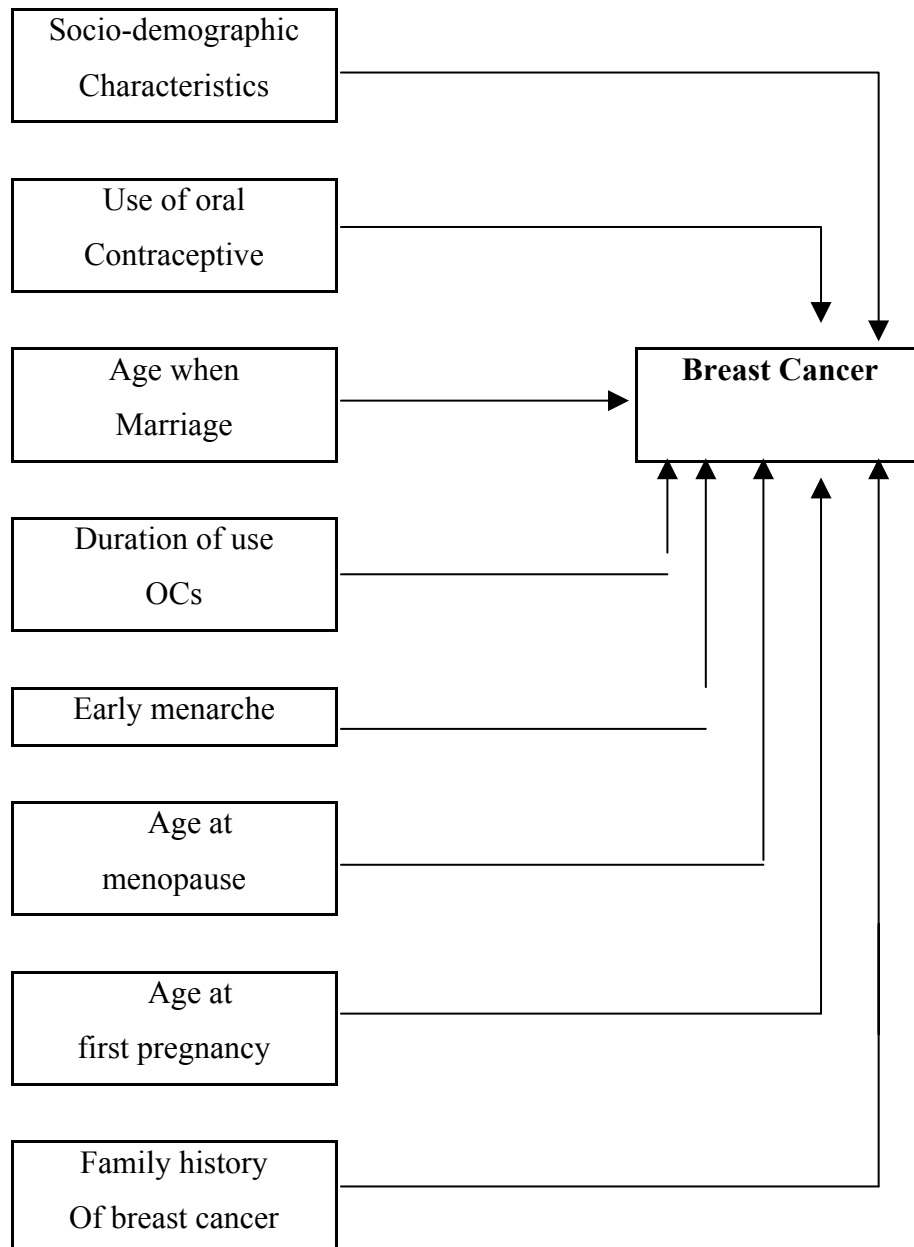 Socio-demographic
Characteristics
Use of oral
Contraceptive
Age when
Marriage
Breast Cancer
Duration of use
OCs
Early menarche
Age at
menopause
Age at
first pregnancy
Family history
Of breast cancer